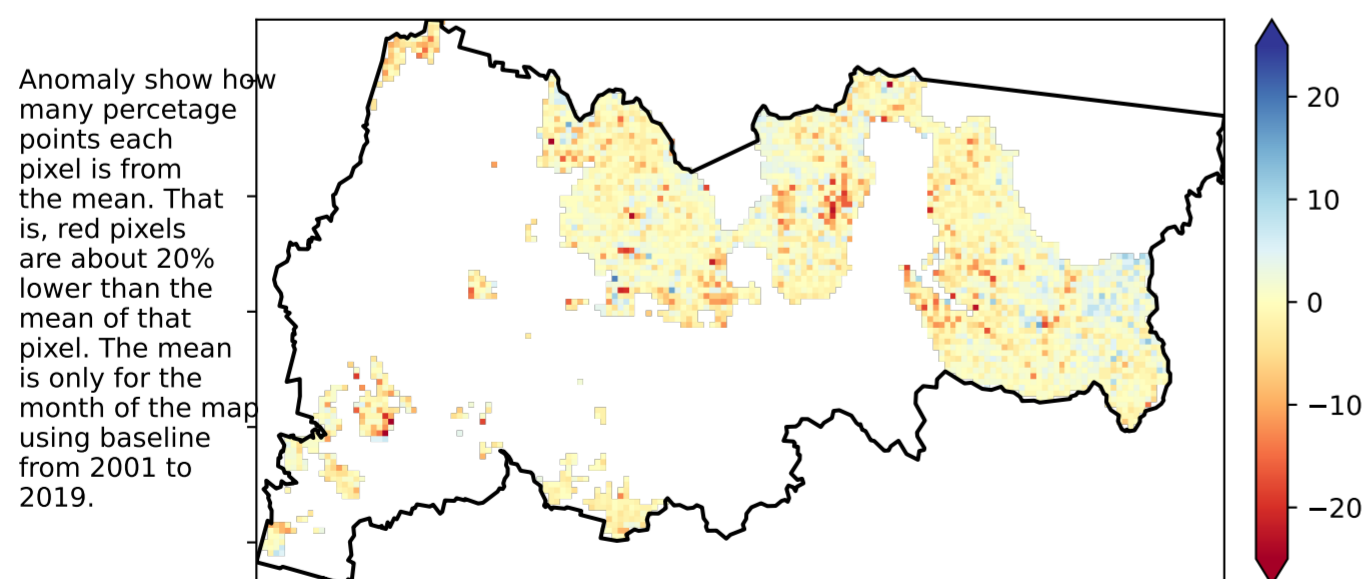 Anomaly show how
many percetage
points each
pixel is from
the mean. That
is, red pixels
are about 20%
lower than the
mean of that
pixel. The mean
is only for the
month of the map
using baseline
from 2001 to
2019.
20
10
0
−10
−20